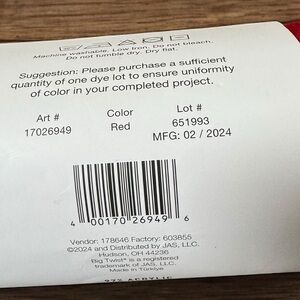 Machine washable. Low Iron. Do not bleach.
Do not tumble dry. Dry flat.
Suggestion: Please purchase a sufficient
quantity of one dye lot to ensure uniformity
of color in your completed project.
Art # Color Lot #
17026949 Red 651993
MFG: 02 / 2024
4 00170 26949 6
Vendor: 178646 Factory: 603855
©2024 and Distributed by JAS, LLC.
Hudson, OH 44236
Big Twist® is a registered
trademark of JAS, LLC.
Made in Türkiye